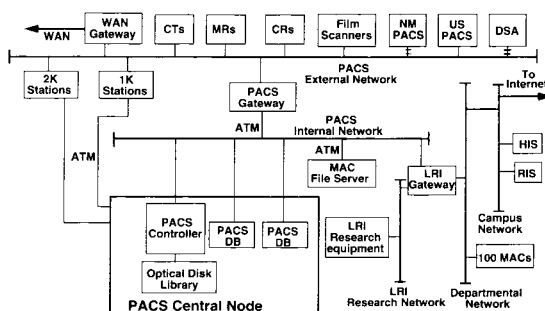 WAN
WAN
Gateway
CTs
MRs
CRs
Film
Scanners
NM
PACS
US
PACS
DSA
2K
Stations
1K
Stations
PACS
External Network
To
Internet
PACS
Gateway
ATM
PACS
Internal Network
ATM
ATM
MAC
File Server
LRI
Gateway
HIS
RIS
PACS
Controller
PACS
DB
PACS
DB
LRI
Research
equipment
Campus
Network
Optical Disk
Library
100 MACs
PACS Central Node
LRI
Research Network
Departmental
Network